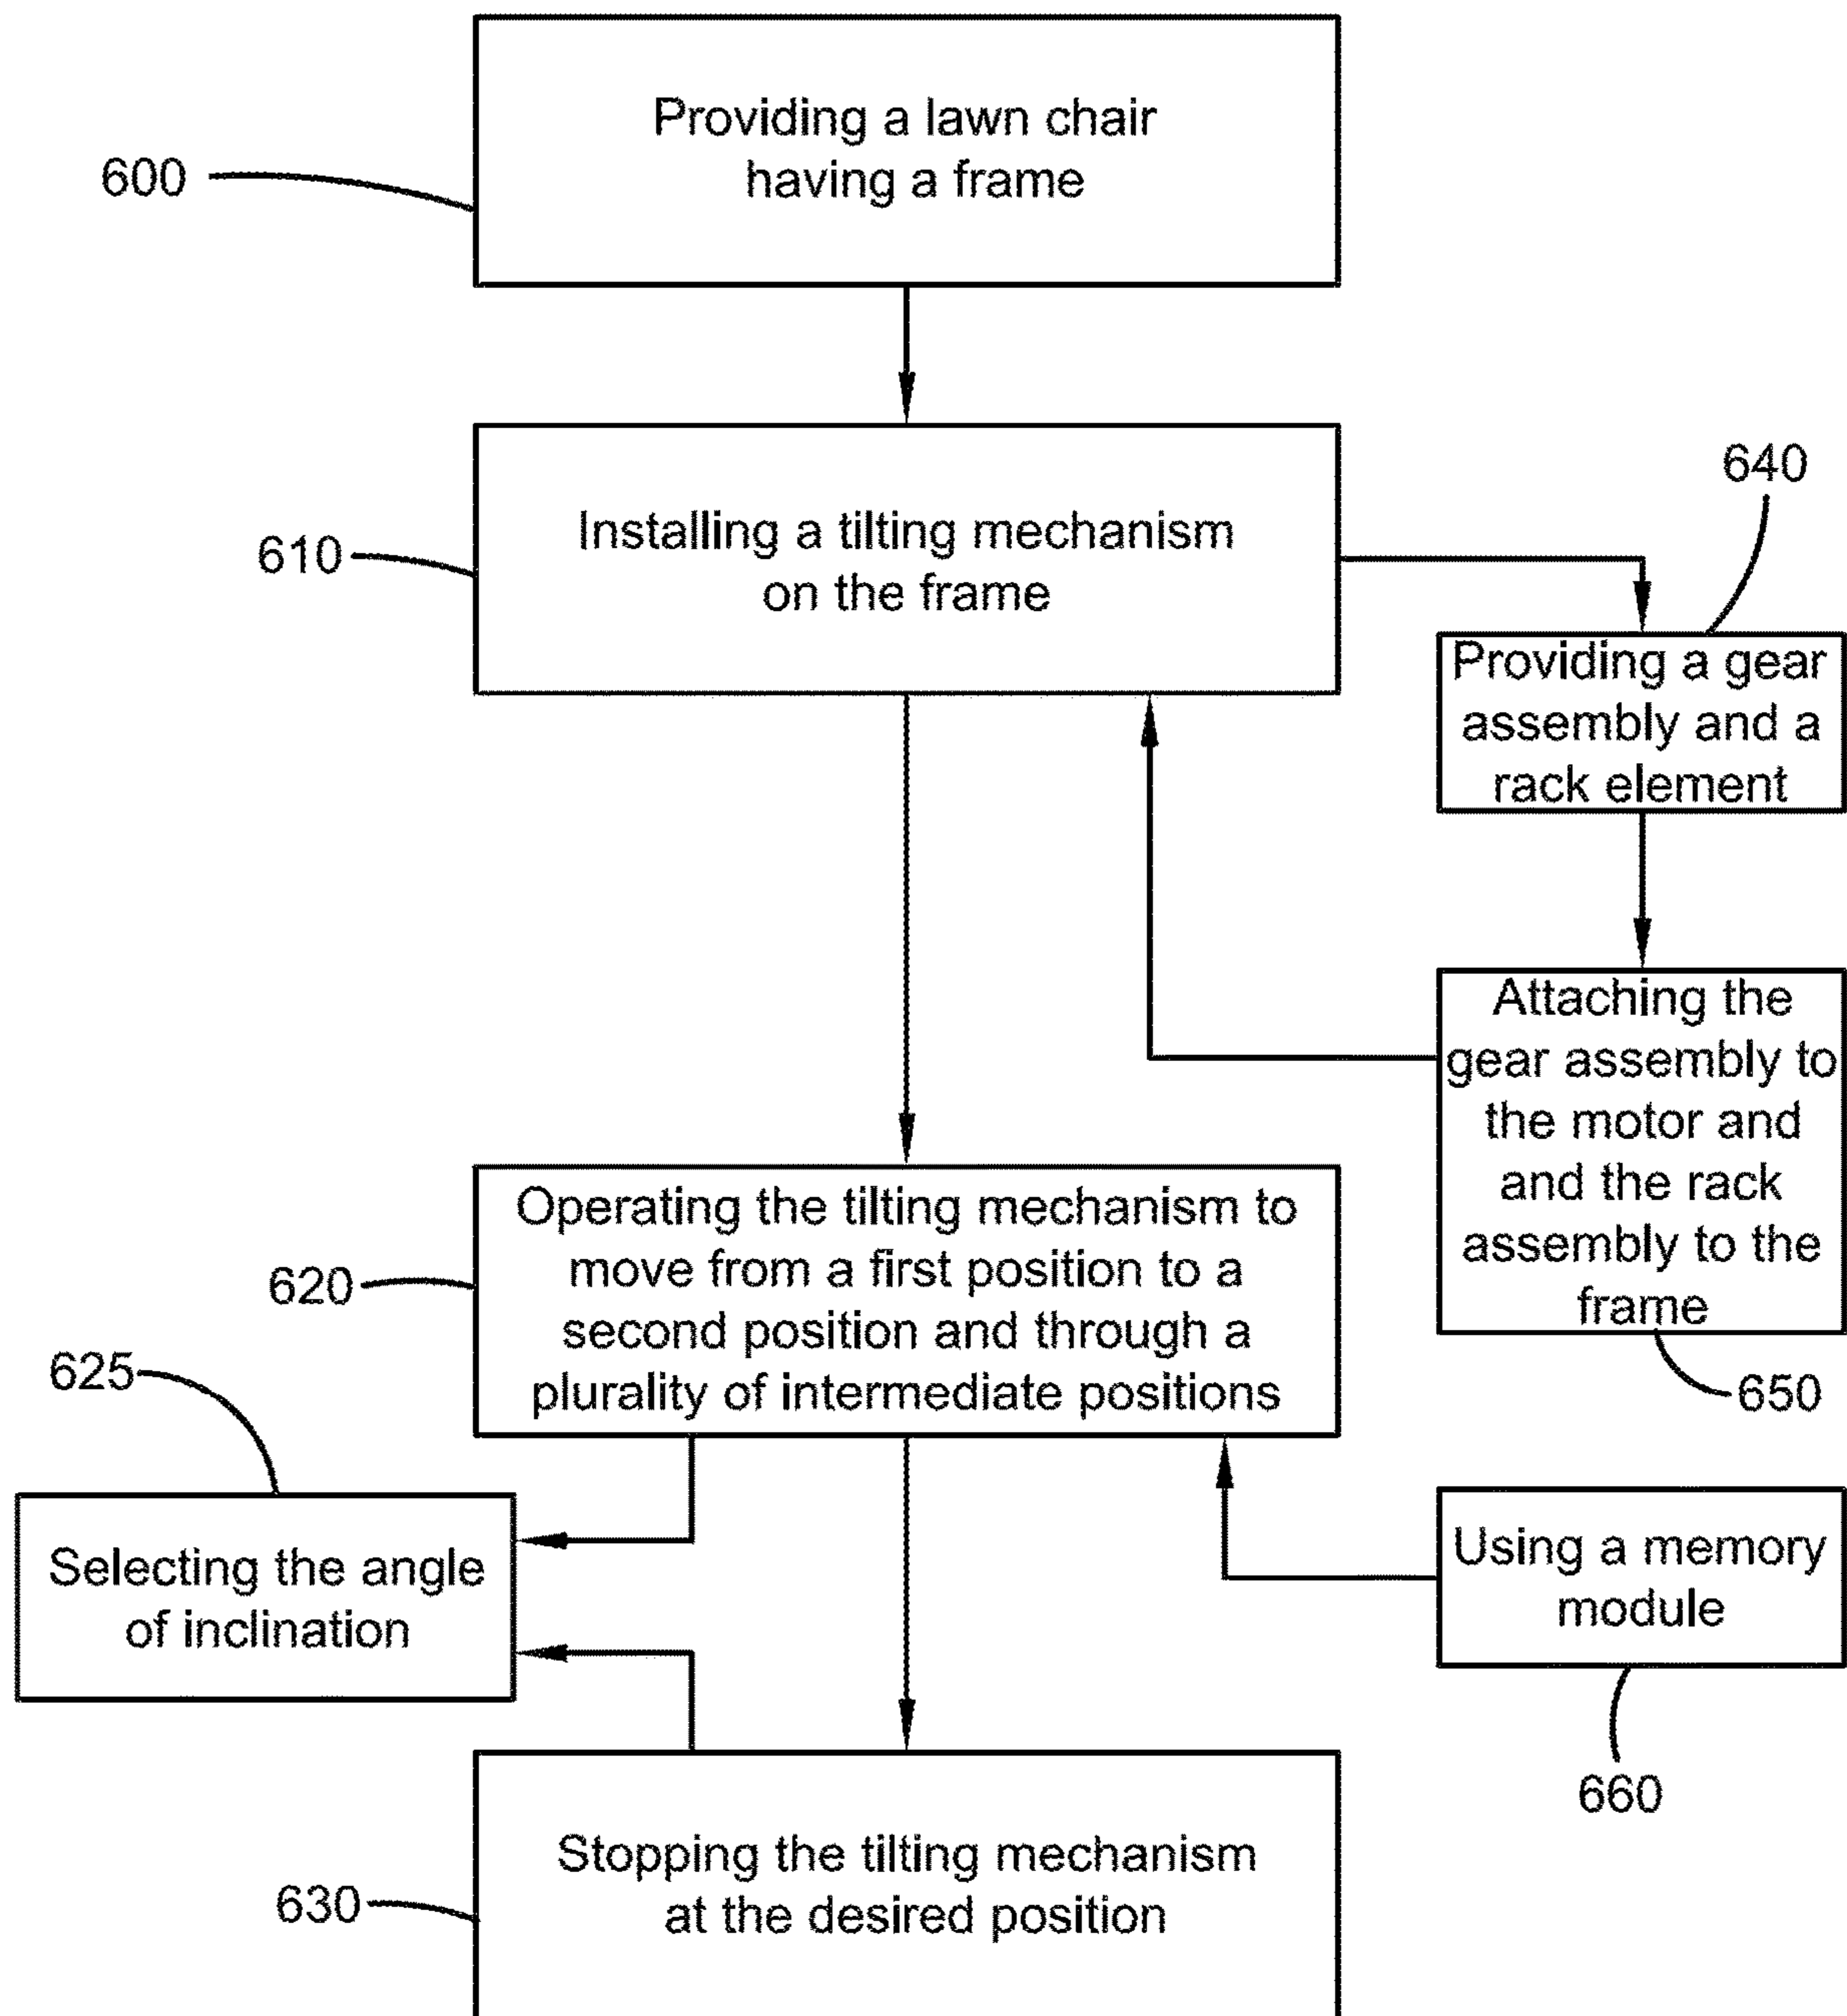 Providing a lawn chair
having a frame
600
Installing a tilting mechanism
on the frame
610
640
Providing a gear
assembly and a
rack element
Attaching the
gear assembly to
the motor and
and the rack
assembly to the
frame
650
Operating the tilting mechanism to
move from a first position to a
second position and through a
plurality of intermediate positions
620
625
Selecting the angle
of inclination
Using a memory
module
660
Stopping the tilting mechanism
at the desired position
630